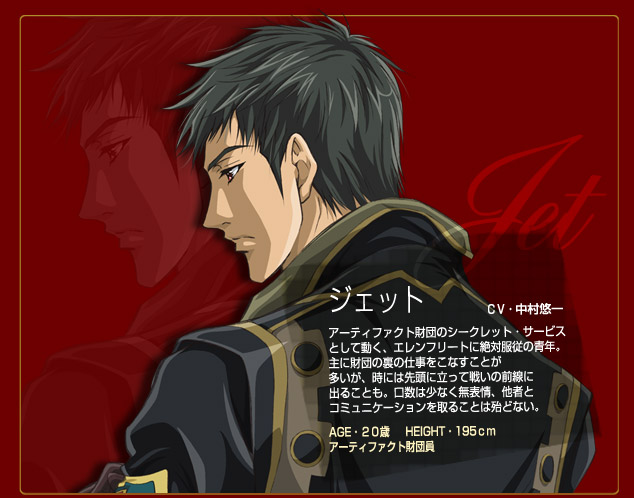 Jet
ジェット
CV・中村悠一
アーティファクト財団のシークレット・サービス
として動く、エレンフリートに絶対服従の青年。
主に財団の裏の仕事をこなすことが
多いが、時には先頭に立って戦いの前線に
出ることも。口数は少なく無表情、他者と
コミュニケーションを取ることは殆どない。
AGE・20歳　HEIGHT・195cm
アーティファクト財団員